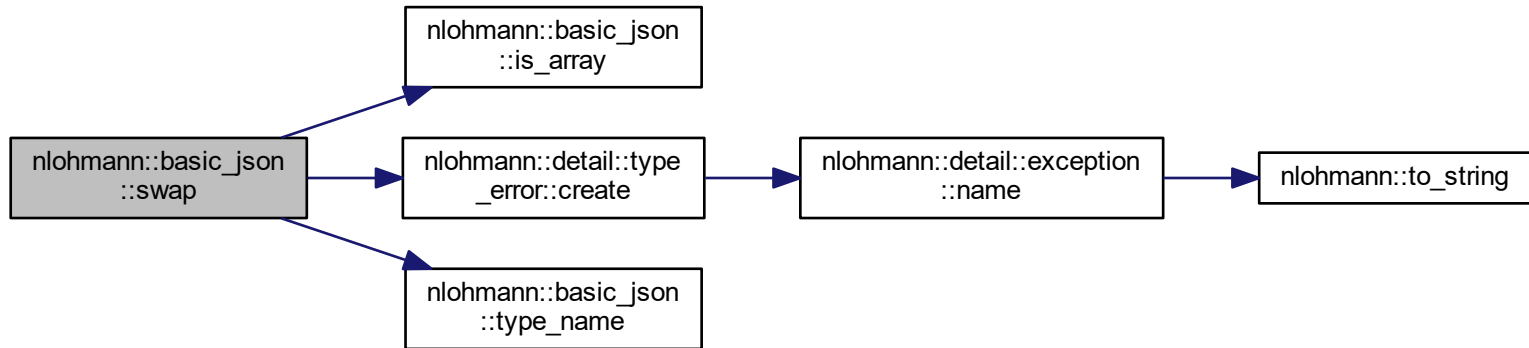 nlohmann::basic_json
::is_array
nlohmann::basic_json
::swap
nlohmann::detail::type
_error::create
nlohmann::detail::exception
::name
nlohmann::to_string
nlohmann::basic_json
::type_name